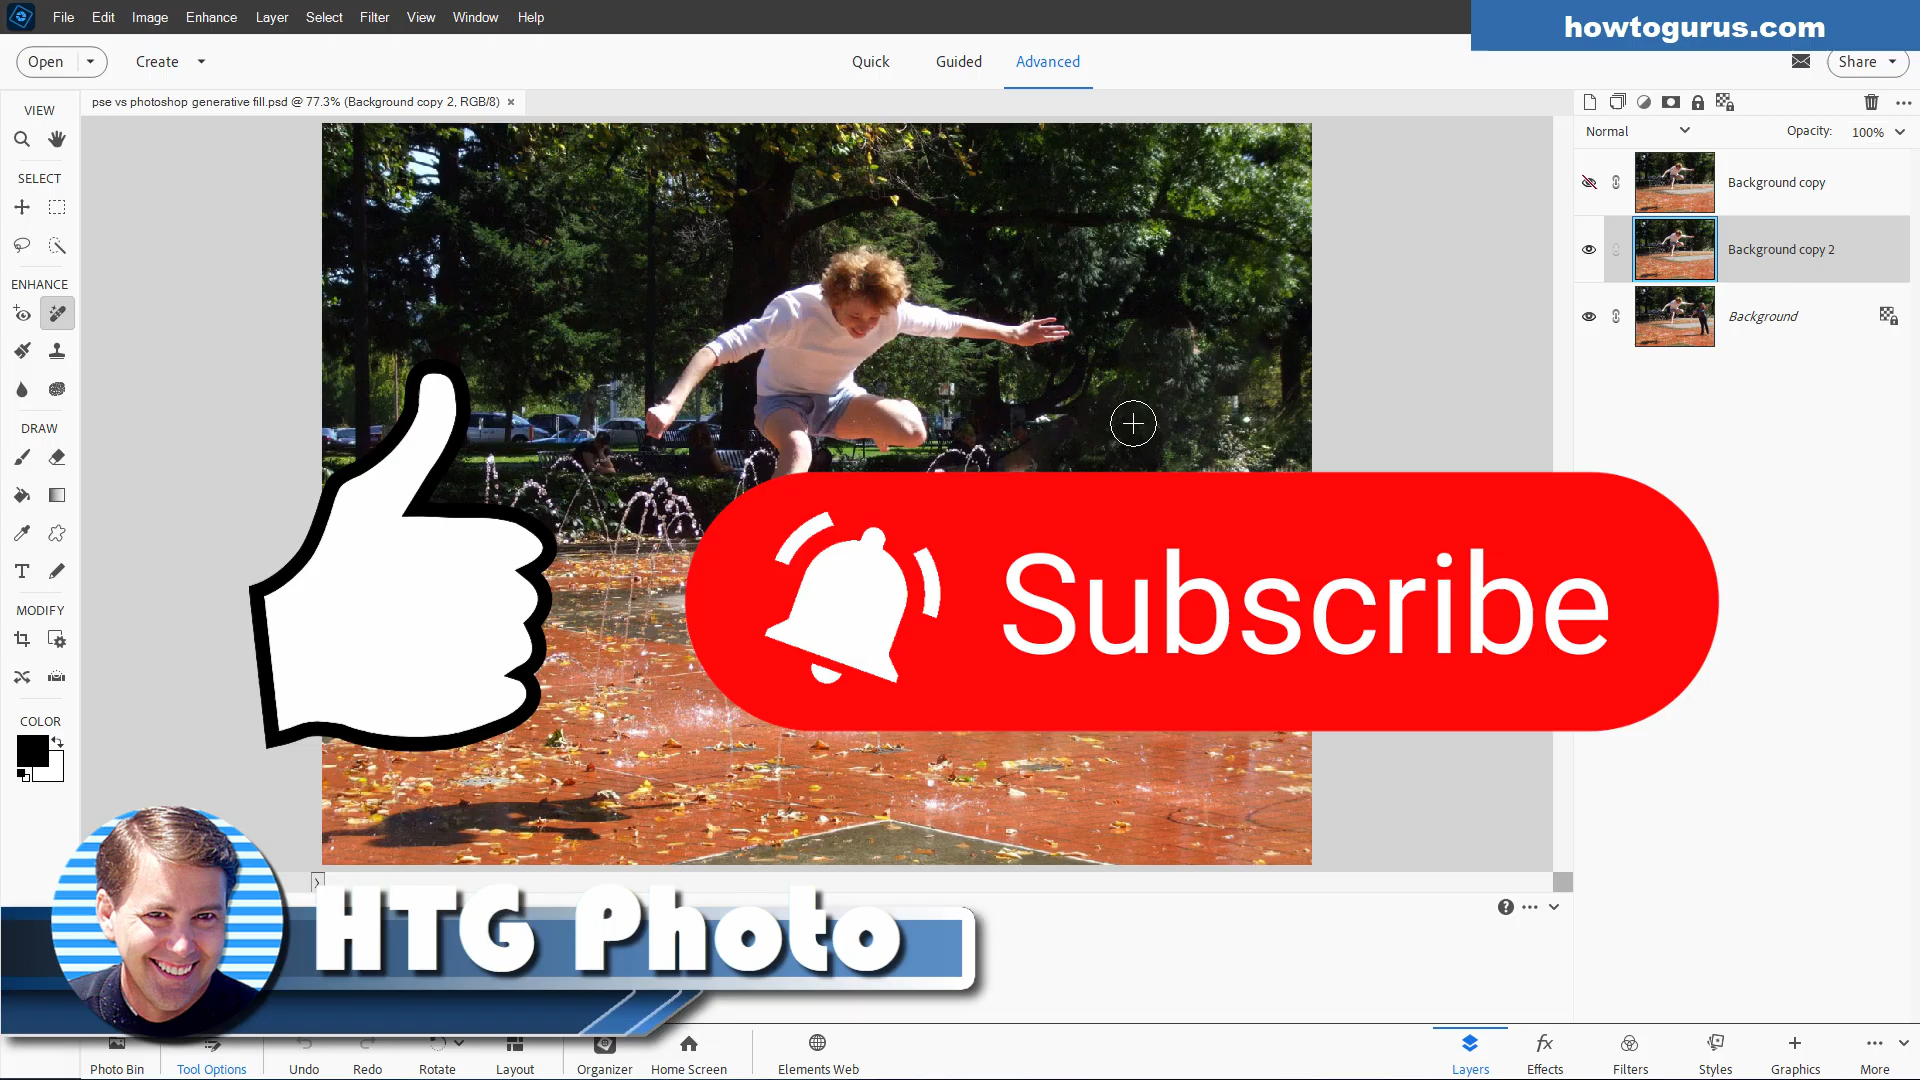 File Edit Image Enhance Layer Select Filter View Window Help
howtogurus.com
Open Create Quick Guided Advanced Share
VIEW
pse vs photoshop generative fill.psd @ 77.3% (Background copy 2, RGB/8) ×
Normal Opacity: 100%
SELECT
Background copy
Background copy 2
ENHANCE
Background
DRAW
T
MODIFY
Subscribe
COLOR
HTG Photo
Photo Bin Tool Options Undo Redo Rotate Layout Organizer Home Screen Elements Web
fx
Layers Effects Filters Styles Graphics More